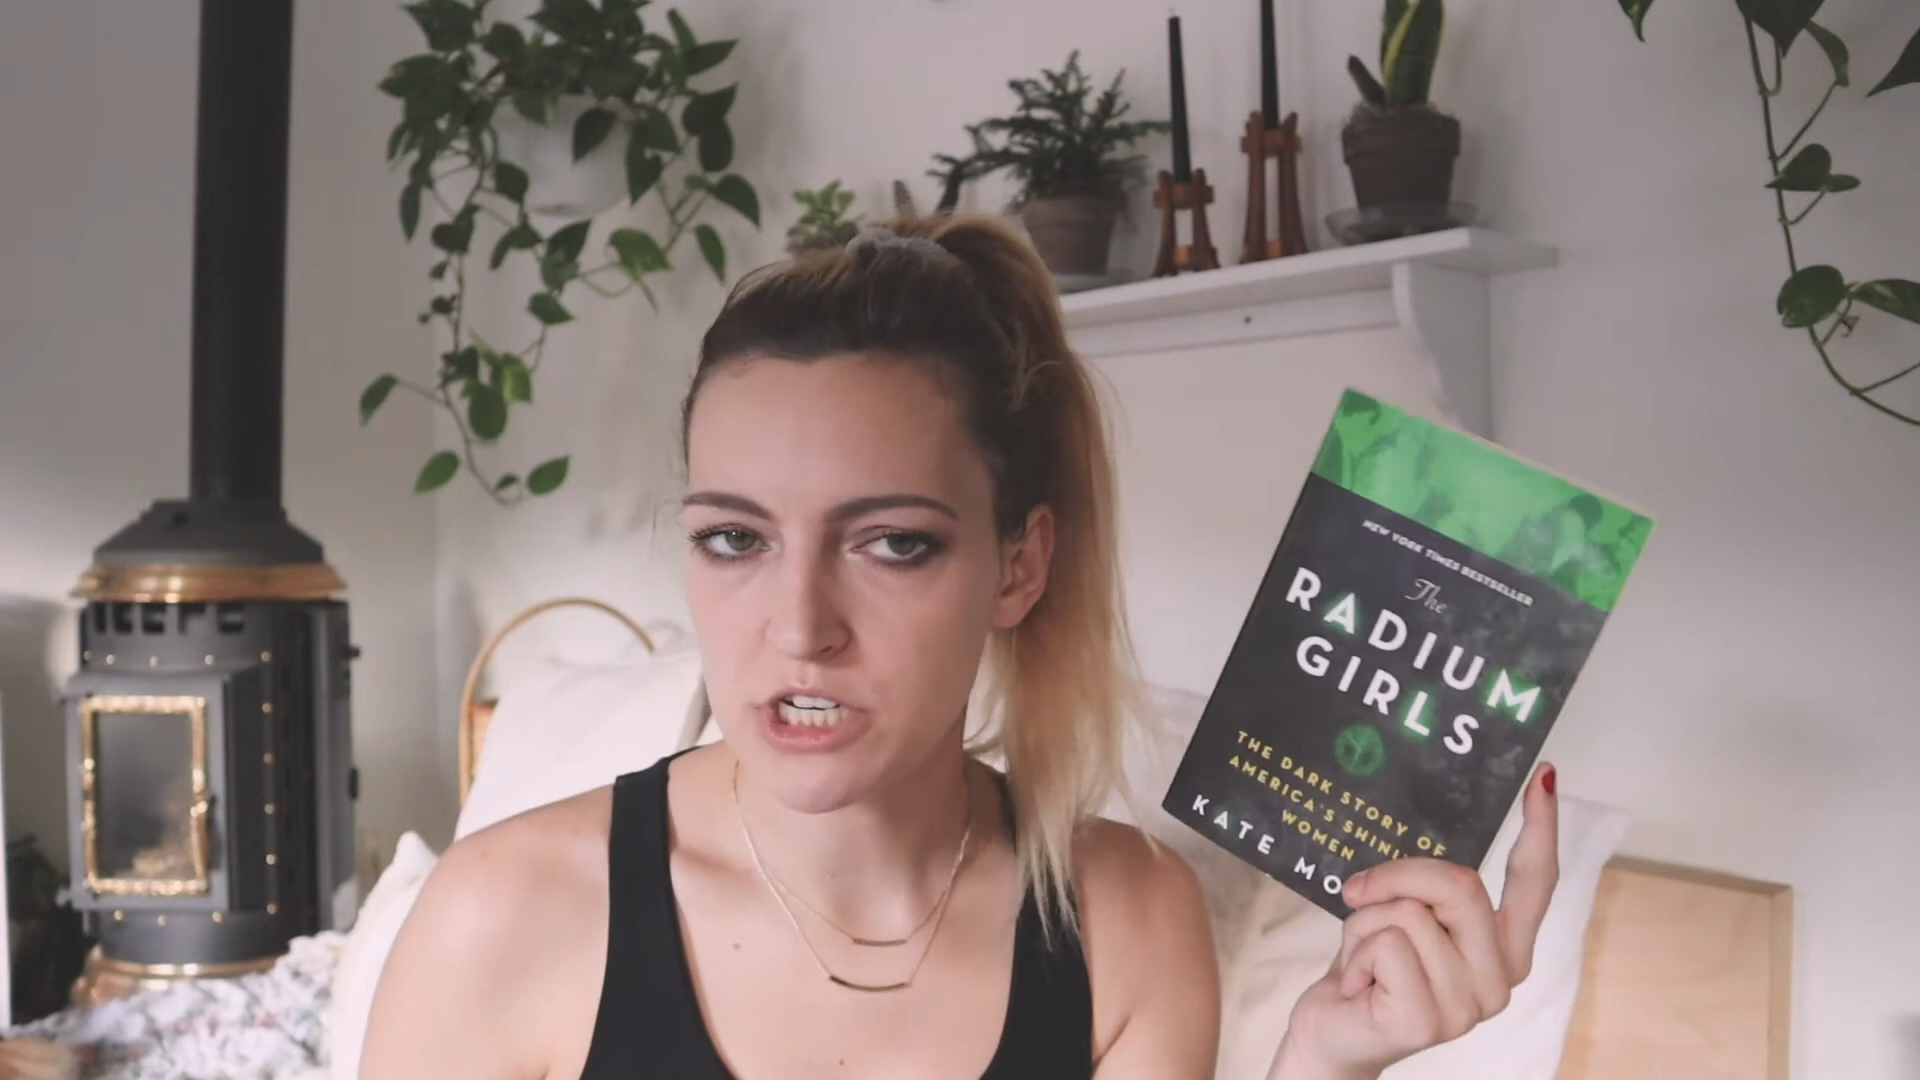 NEW YORK TIMES BESTSELLER
The
RADIUM
GIRLS
THE DARK STORY OF
AMERICA'S
WOMEN
KATE